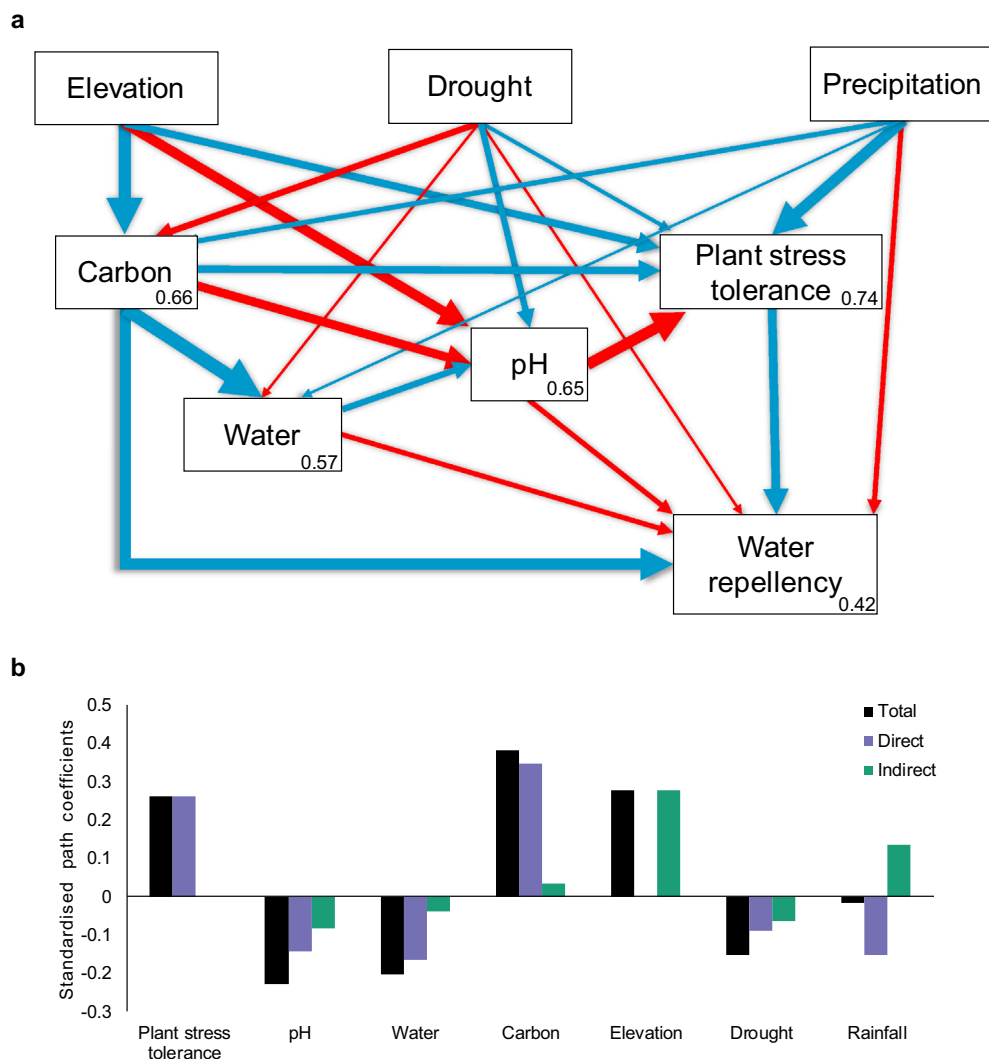 a
Elevation
Drought
Precipitation
Carbon
0.66
Plant stress
tolerance
0.74
pH
0.65
Water
0.57
Water
repellency
0.42
b
Standardised path coefficients
0.5
0.4
0.3
0.2
0.1
0
-0.1
-0.2
-0.3
Total
Direct
Indirect
Plant stress
tolerance
pH
Water
Carbon
Elevation
Drought
Rainfall